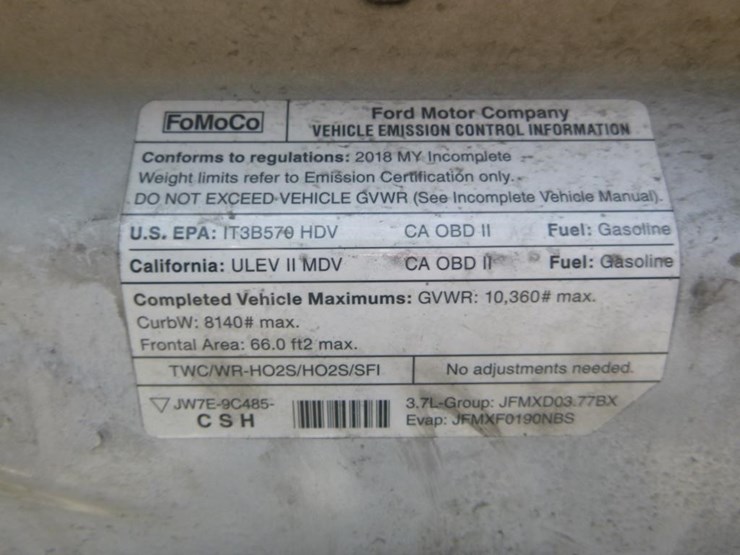 FoMoCo
Ford Motor Company
VEHICLE EMISSION CONTROL INFORMATION
Conforms to regulations: 2018 MY Incomplete
Weight limits refer to Emission Certification only.
DO NOT EXCEED VEHICLE GVWR (See Incomplete Vehicle Manual).
U.S. EPA: IT3B570 HDV CA OBD II Fuel: Gasoline
California: ULEV II MDV CA OBD II Fuel: Gasoline
Completed Vehicle Maximums: GVWR: 10,360# max.
CurbW: 8140# max.
Frontal Area: 66.0 ft2 max.
TWC/WR-HO2S/HO2S/SFI No adjustments needed.
JW7E-9C485-
CSH
3.7L-Group: JFMXD03.77BX
Evap: JFMXF0190NBS